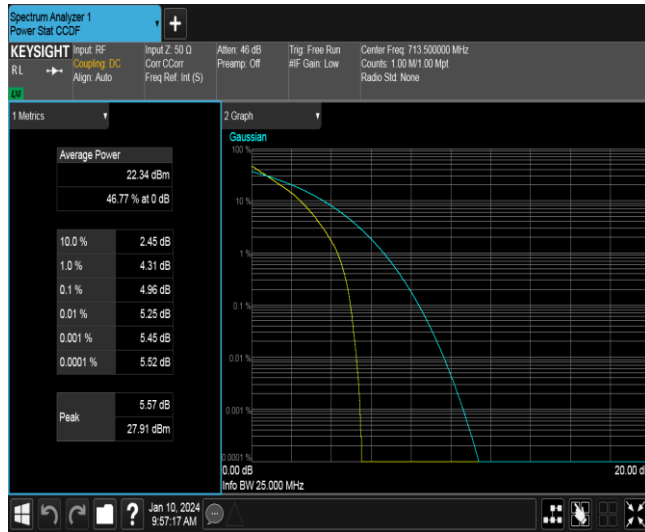 Spectrum Analyzer 1
Power Stat CCDF
+
KEYSIGHT
RL
LXI
Input: RF
Coupling: DC
Align: Auto
Input Z: 50 Ω
Corr CCorr
Freq Ref: Int (S)
Atten: 46 dB
Preamp: Off
Trig: Free Run
#IF Gain: Low
Center Freq: 713.500000 MHz
Counts: 1.00 M/1.00 Mpt
Radio Std: None
1 Metrics
Average Power
22.34 dBm
46.77 % at 0 dB
10.0 % 2.45 dB
1.0 % 4.31 dB
0.1 % 4.96 dB
0.01 % 5.25 dB
0.001 % 5.45 dB
0.0001 % 5.52 dB
Peak
5.57 dB
27.91 dBm
2 Graph
Gaussian
100 %
10 %
1 %
0.1 %
0.01 %
0.001 %
0.0001 %
0.00 dB
20.00 d
Info BW 25.000 MHz
?
Jan 10, 2024
9:57:17 AM